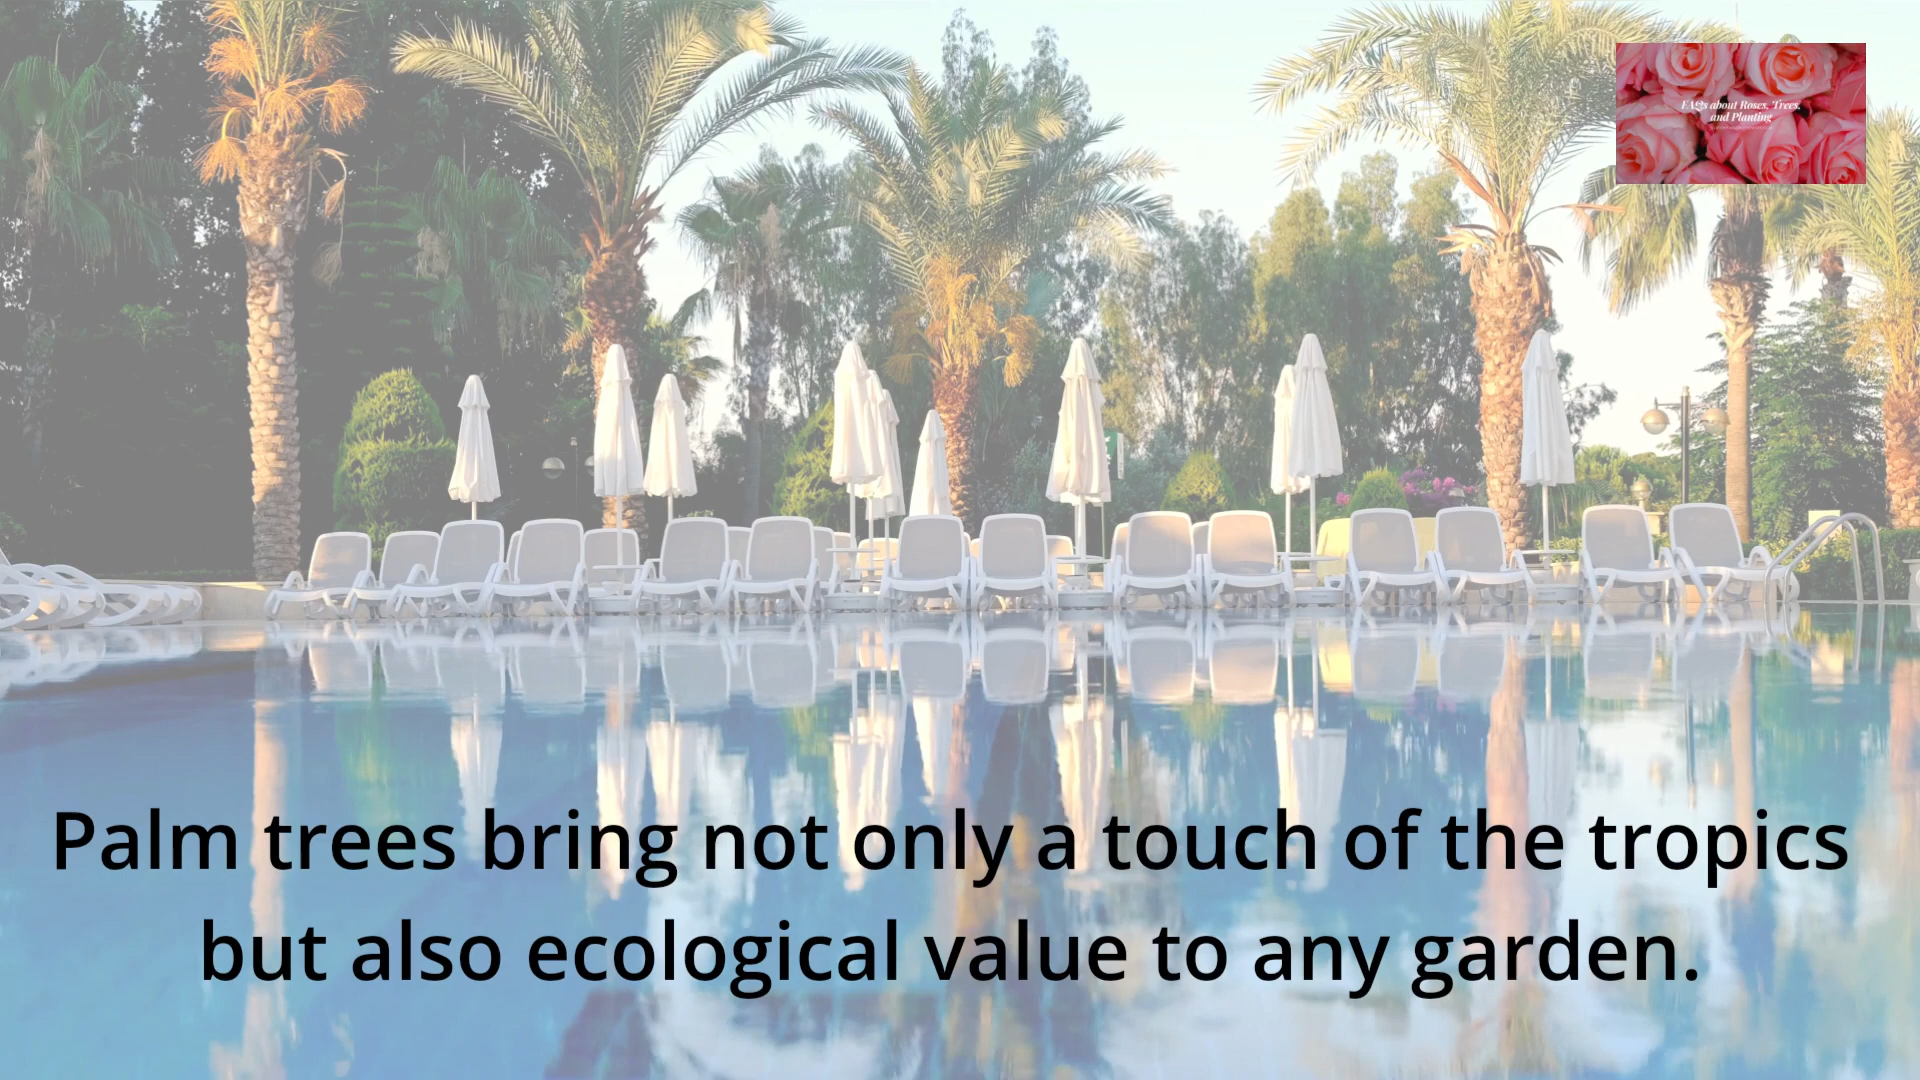 FAQs about Roses, Trees,
and Planting
Palm trees bring not only a touch of the tropics
but also ecological value to any garden.